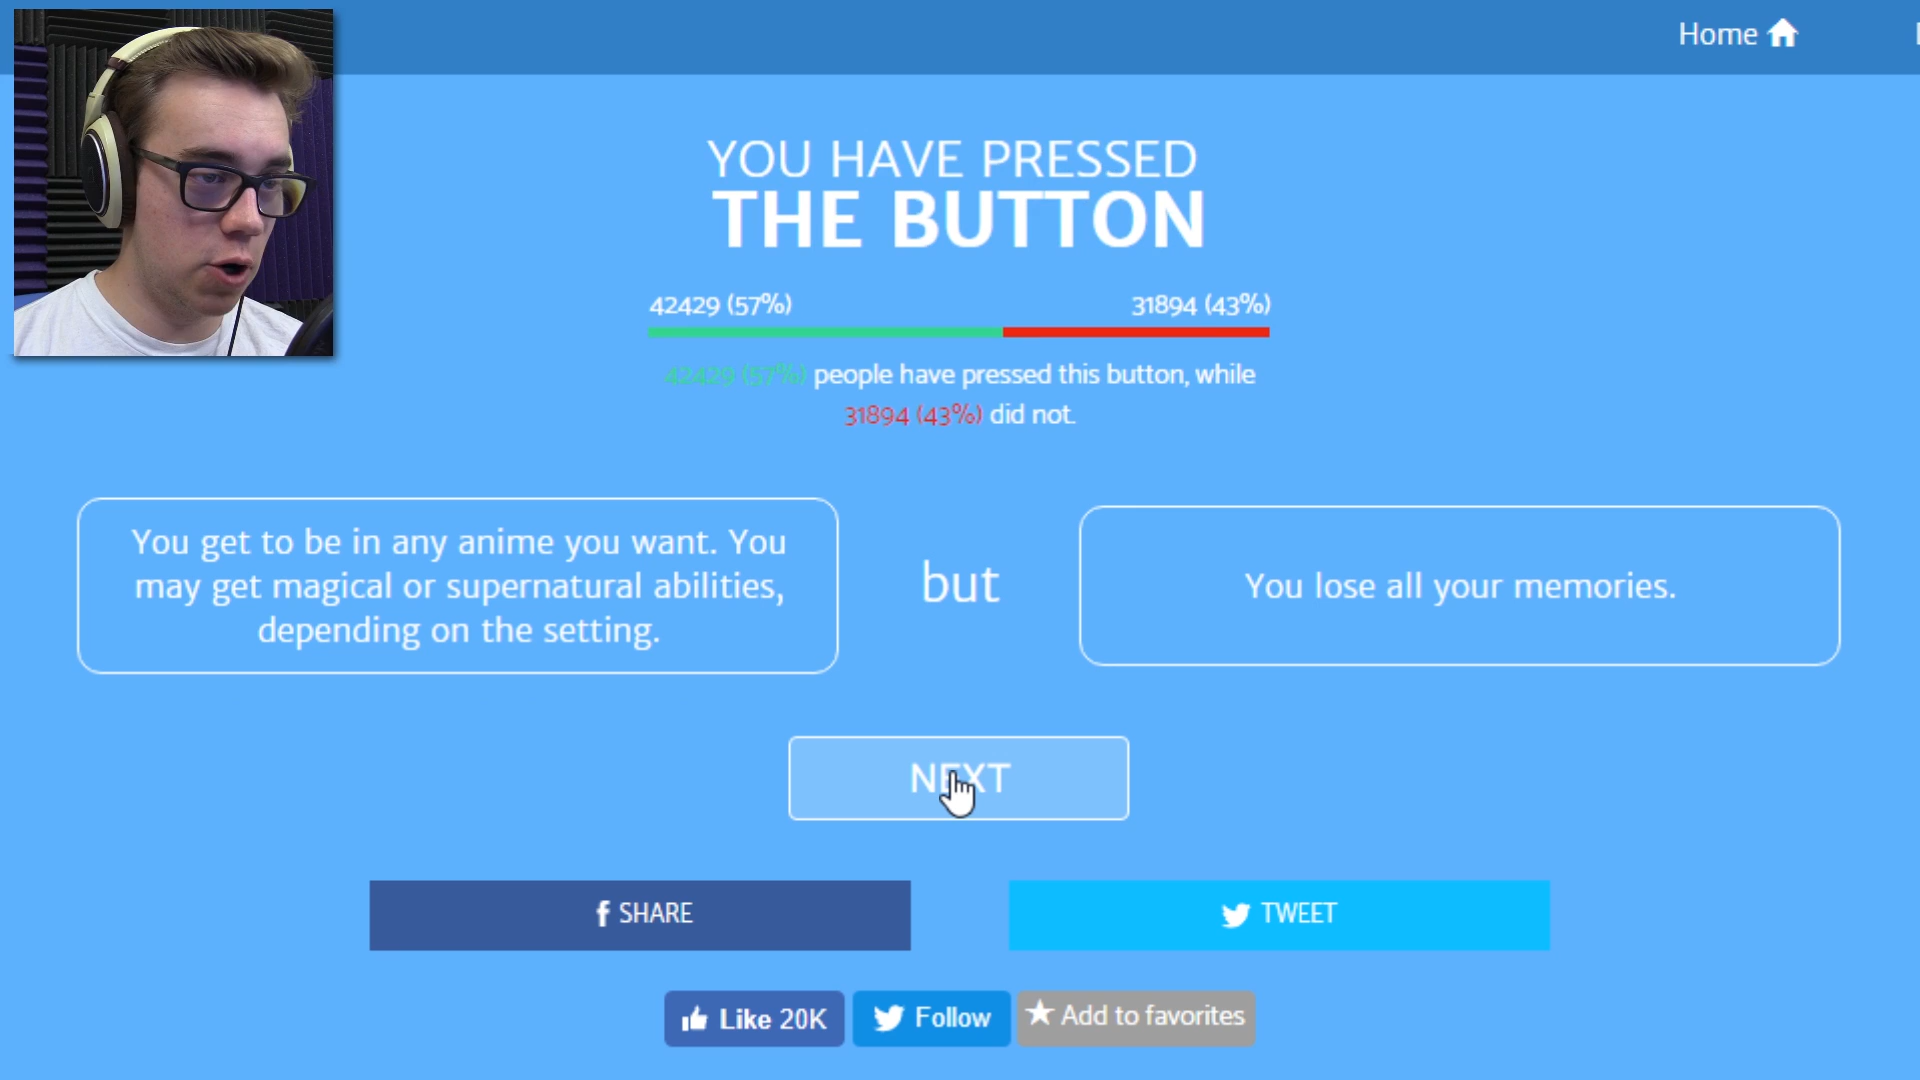 Home
YOU HAVE PRESSED
THE BUTTON
42429 (57%)
31894 (43%)
42429 (57%) people have pressed this button, while
31894 (43%) did not.
You get to be in any anime you want. You
may get magical or supernatural abilities,
depending on the setting.
but
You lose all your memories.
NEXT
SHARE
TWEET
Like 20K
Follow
Add to favorites